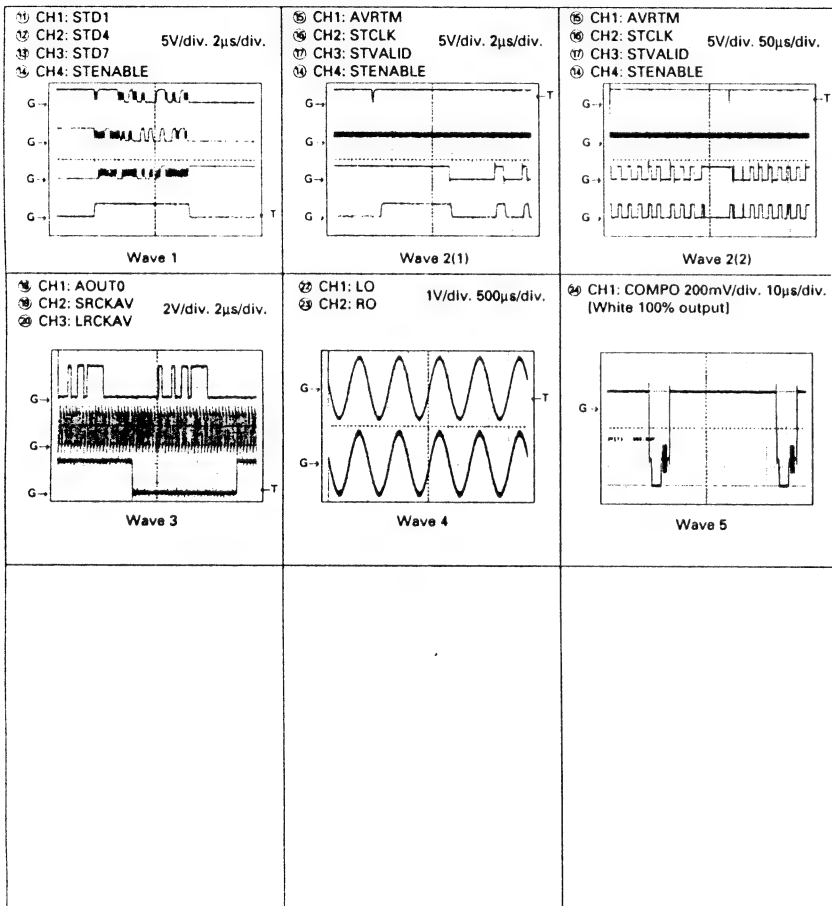 ⑪ CH1: STD1
⑫ CH2: STD4
⑬ CH3: STD7
⑭ CH4: STENABLE
5V/div. 2µs/div.
G→
G→
G→
G→
T
Wave 1
⑮ CH1: AVRTM
⑯ CH2: STCLK
⑰ CH3: STVALID
⑭ CH4: STENABLE
5V/div. 2µs/div.
G→
←T
G→
G→
G→
Wave 2(1)
⑮ CH1: AVRTM
⑯ CH2: STCLK
⑰ CH3: STVALID
⑭ CH4: STENABLE
5V/div. 50µs/div.
G→
←T
G→
G→
G→
Wave 2(2)
⑱ CH1: AOUT0
⑲ CH2: SRCKAV
⑳ CH3: LRCKAV
2V/div. 2µs/div.
G→
G→
G→
←T
Wave 3
㉒ CH1: LO
㉓ CH2: RO
1V/div. 500µs/div.
G→
←T
G→
Wave 4
㉔ CH1: COMPO 200mV/div. 10µs/div.
[White 100% output]
G→
Wave 5